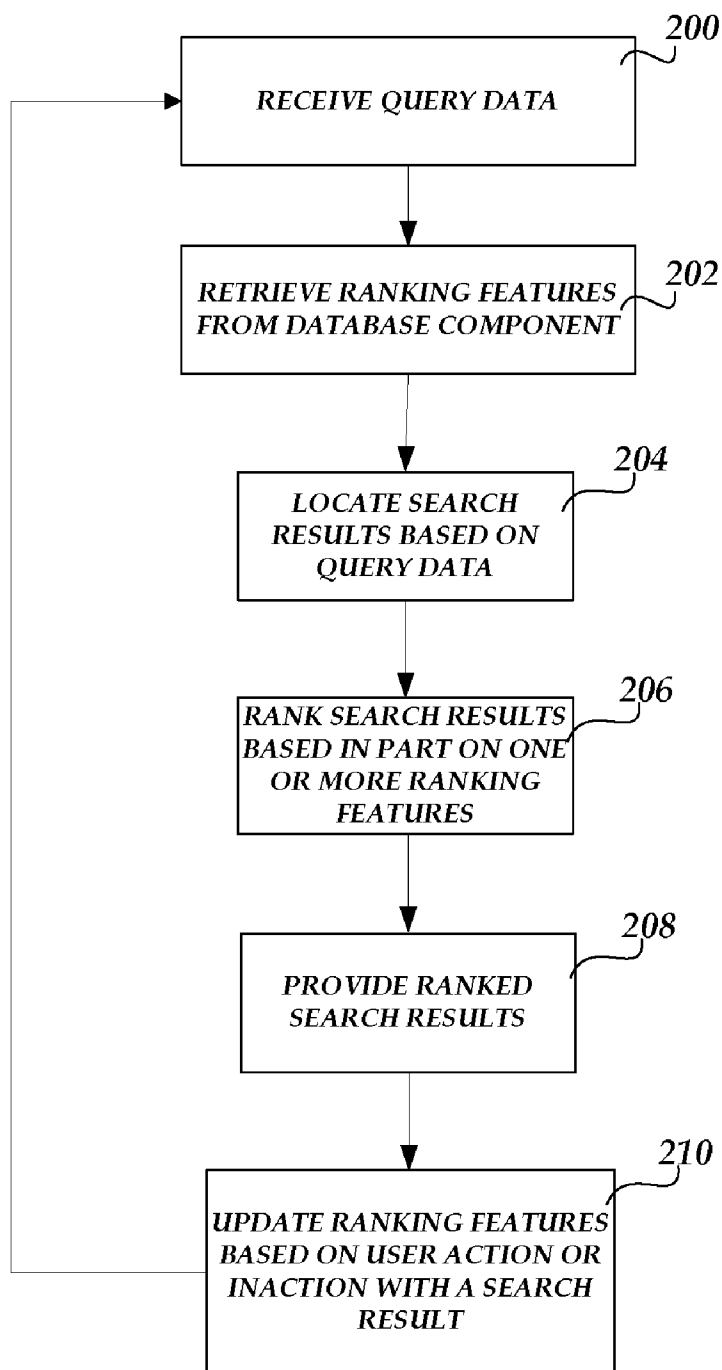 200
RECEIVE QUERY DATA
202
RETRIEVE RANKING FEATURES
FROM DATABASE COMPONENT
204
LOCATE SEARCH
RESULTS BASED ON
QUERY DATA
206
RANK SEARCH RESULTS
BASED IN PART ON ONE
OR MORE RANKING
FEATURES
208
PROVIDE RANKED
SEARCH RESULTS
210
UPDATE RANKING FEATURES
BASED ON USER ACTION OR
INACTION WITH A SEARCH
RESULT